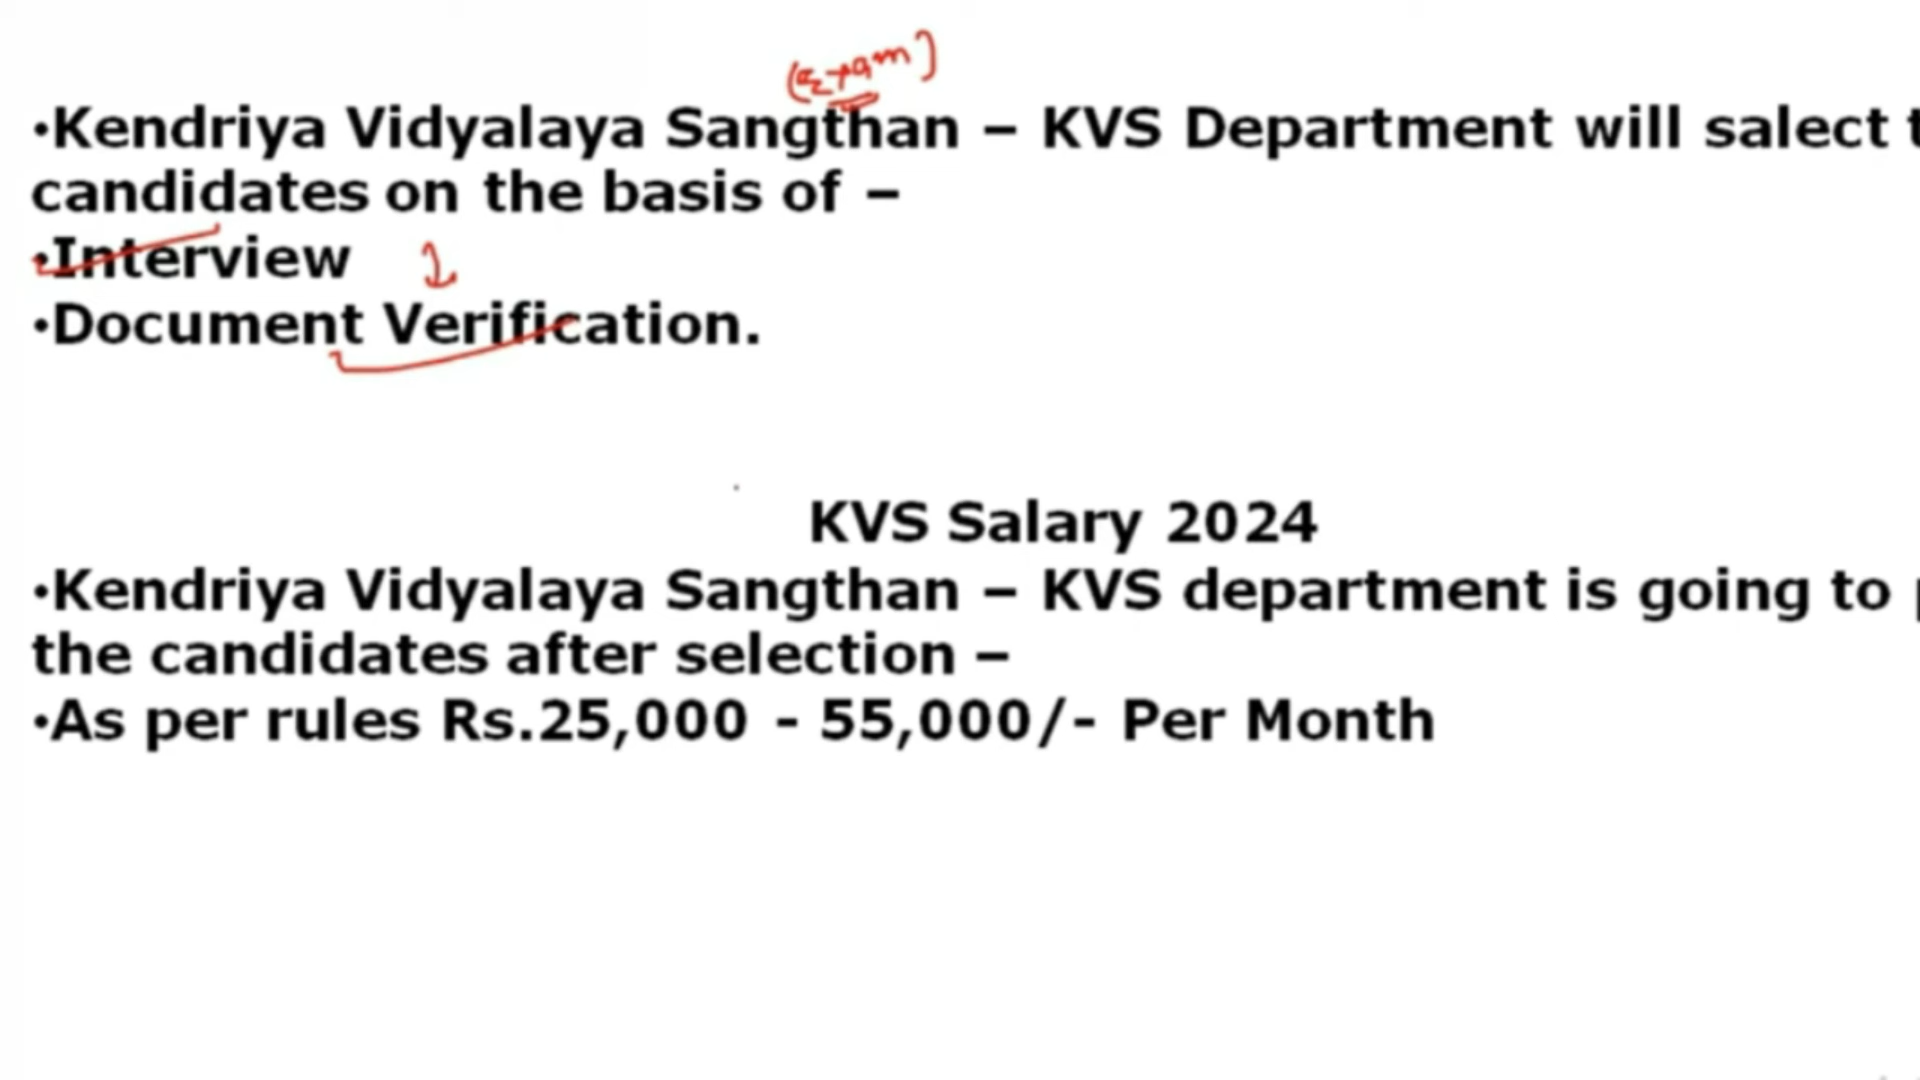 (Exam)
•Kendriya Vidyalaya Sangthan – KVS Department will salect
candidates on the basis of –
•Interview
•Document Verification.
KVS Salary 2024
•Kendriya Vidyalaya Sangthan – KVS department is going to
the candidates after selection –
•As per rules Rs.25,000 - 55,000/- Per Month